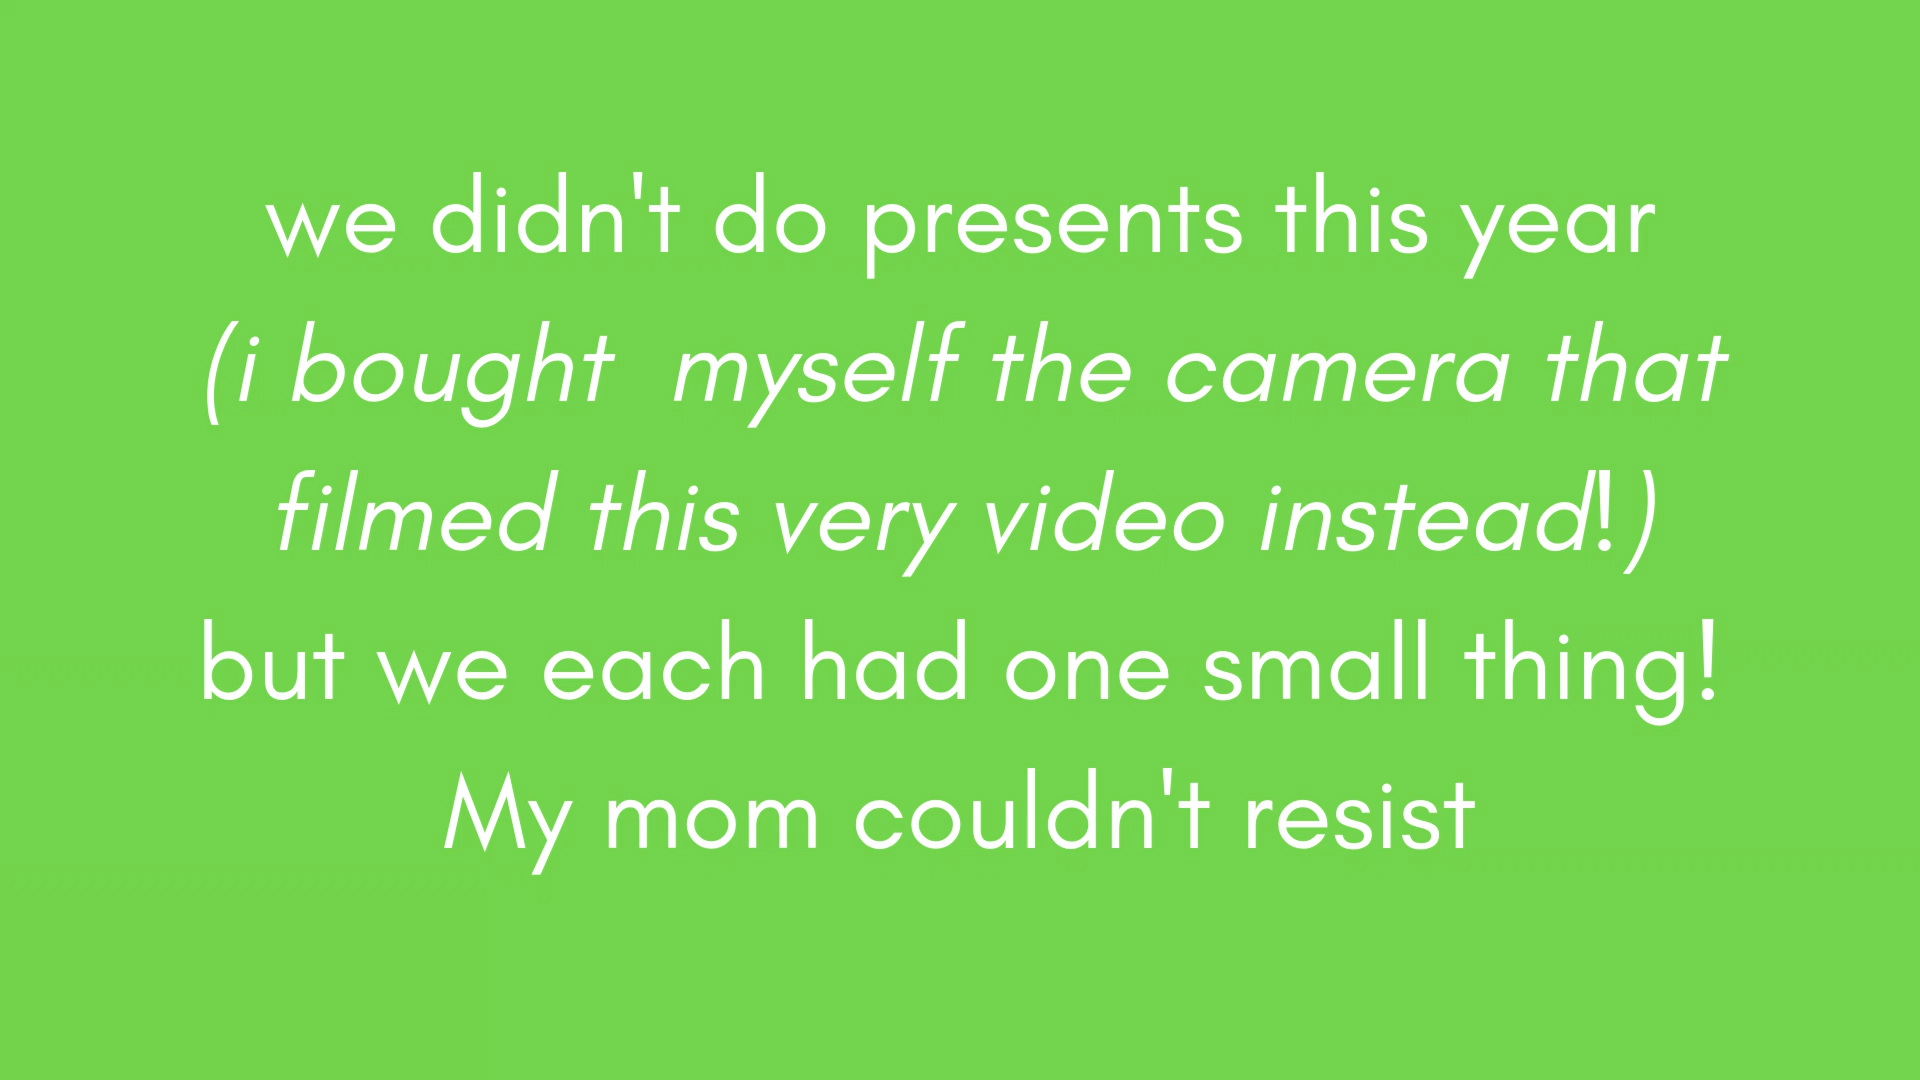 we didn't do presents this year
(i bought  myself the camera that
filmed this very video instead!)
but we each had one small thing!
My mom couldn't resist